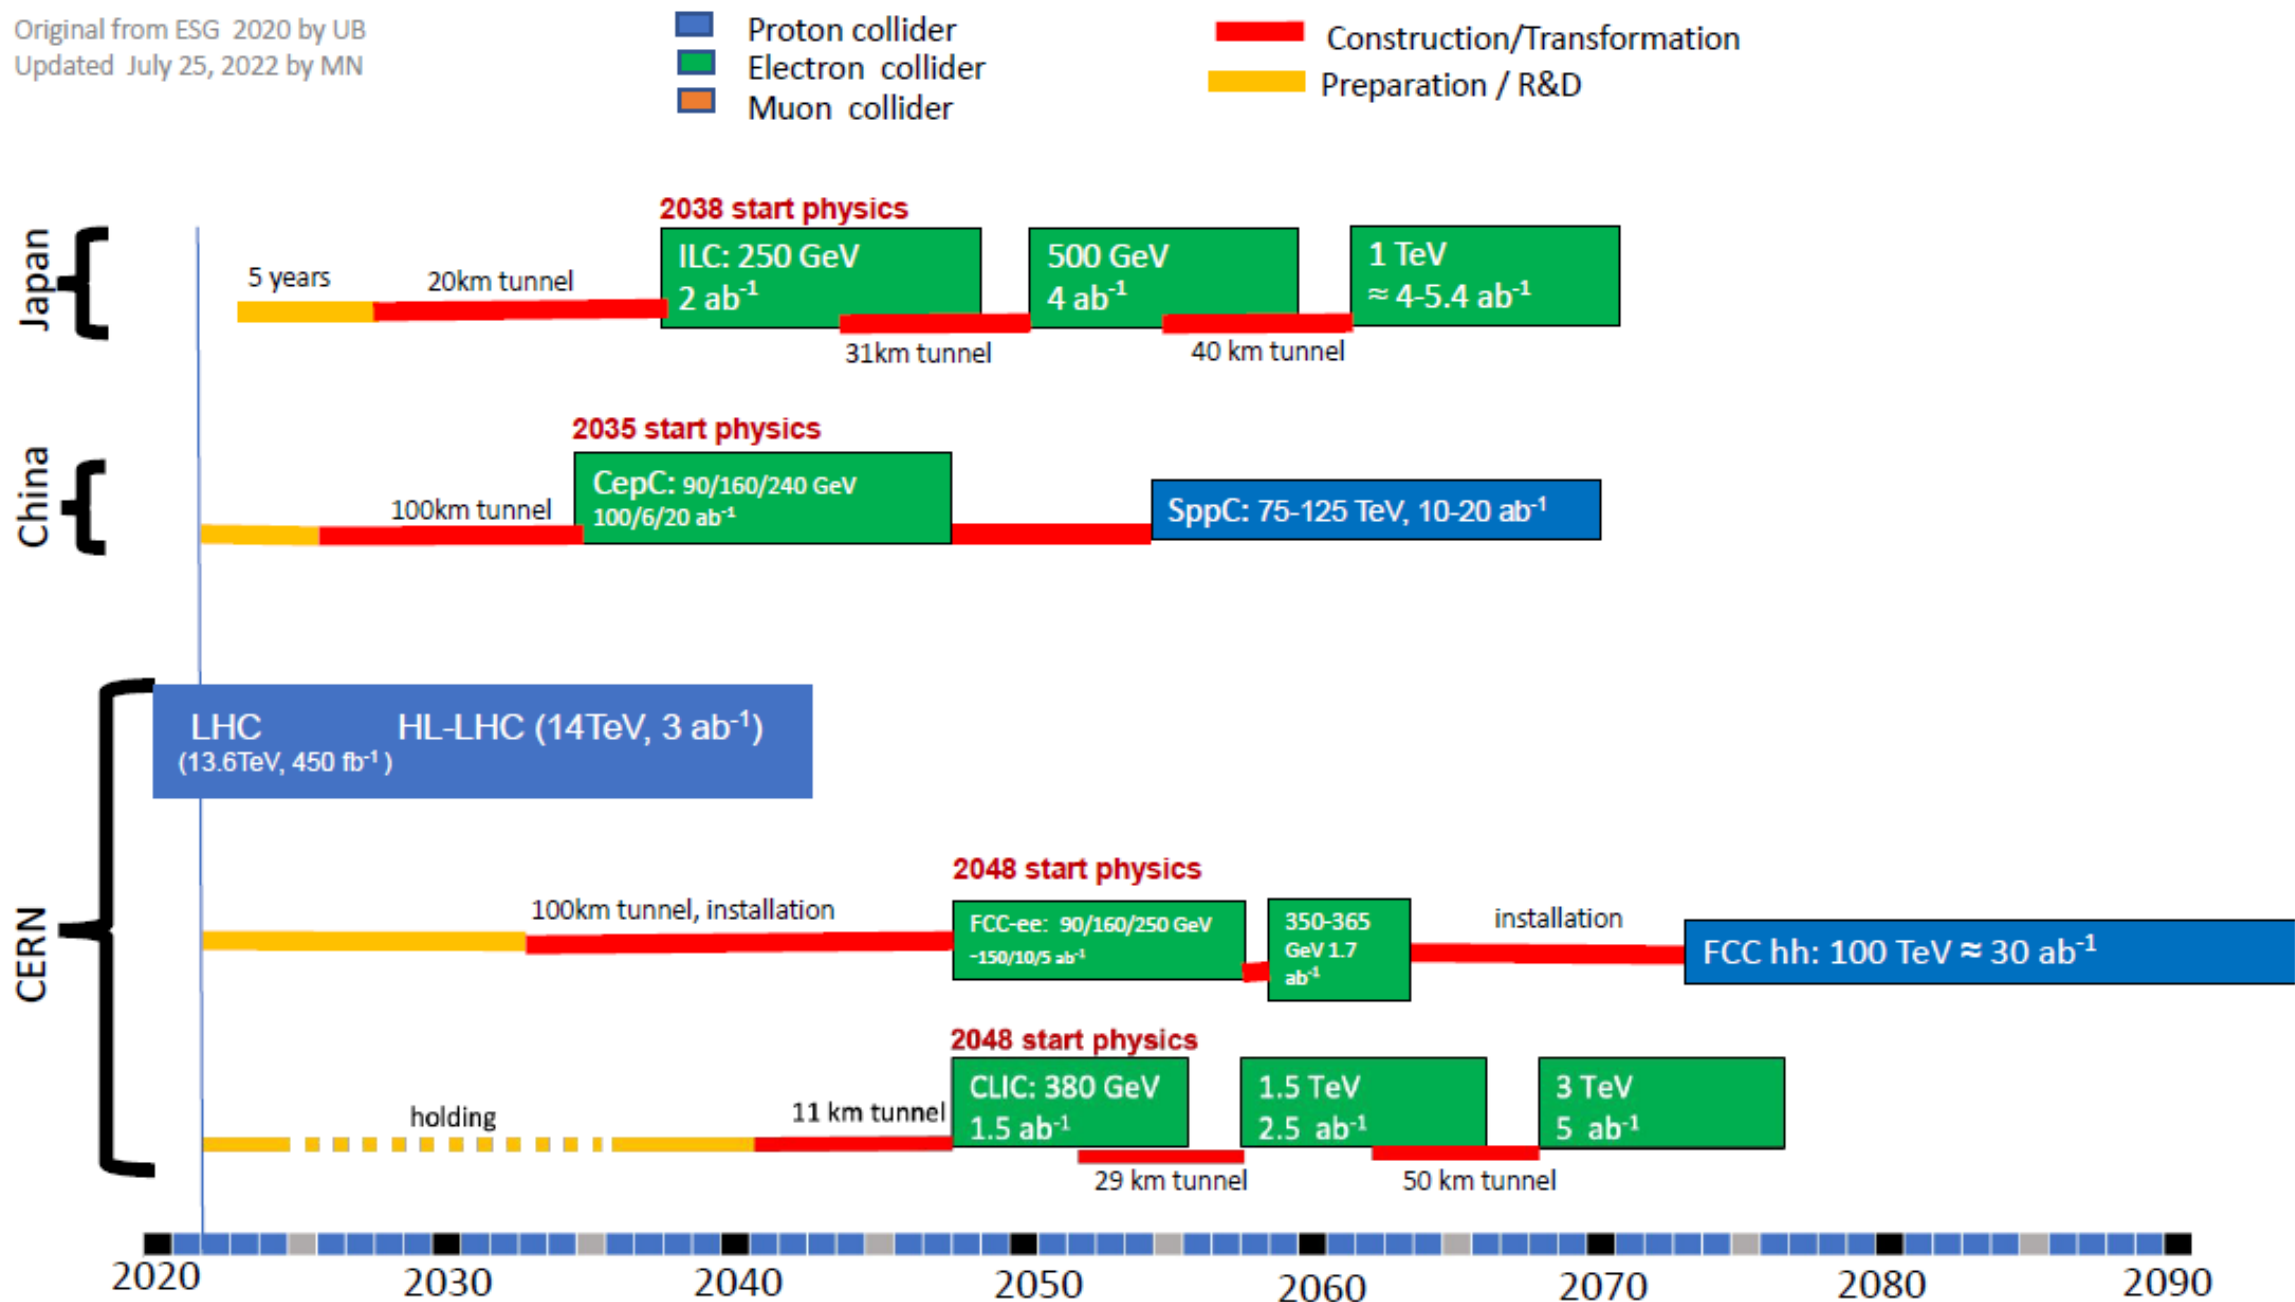 Original from ESG 2020 by UB
Updated July 25, 2022 by MN
Proton collider
Electron collider
Muon collider
Construction/Transformation
Preparation / R&D
Japan
5 years
20km tunnel
2038 start physics
ILC: 250 GeV
2 ab⁻¹
31km tunnel
500 GeV
4 ab⁻¹
40 km tunnel
1 TeV
≈ 4-5.4 ab⁻¹
China
100km tunnel
2035 start physics
CepC: 90/160/240 GeV
100/6/20 ab⁻¹
SppC: 75-125 TeV, 10-20 ab⁻¹
CERN
LHC
(13.6TeV, 450 fb⁻¹ )
HL-LHC (14TeV, 3 ab⁻¹)
100km tunnel, installation
2048 start physics
FCC-ee: 90/160/250 GeV
~150/10/5 ab⁻¹
350-365
GeV 1.7
ab⁻¹
installation
FCC hh: 100 TeV ≈ 30 ab⁻¹
holding
11 km tunnel
2048 start physics
CLIC: 380 GeV
1.5 ab⁻¹
29 km tunnel
1.5 TeV
2.5 ab⁻¹
50 km tunnel
3 TeV
5 ab⁻¹
2020 2030 2040 2050 2060 2070 2080 2090